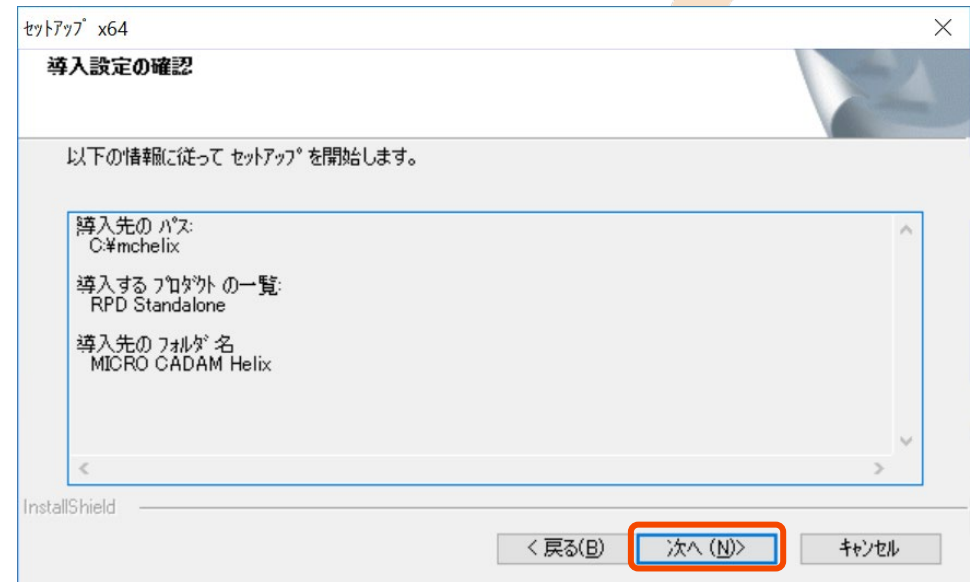 ｾｯﾄｱｯﾌﾟ x64
導入設定の確認
以下の情報に従って ｾｯﾄｱｯﾌﾟを開始します。
導入先の ﾊﾟｽ:
C:¥mchelix
導入する ﾌﾟﾛﾀﾞｸﾄ の一覧:
RPD Standalone
導入先の ﾌｫﾙﾀﾞ 名
MICRO CADAM Helix
InstallShield
< 戻る(B)
次へ (N)>
ｷｬﾝｾﾙ